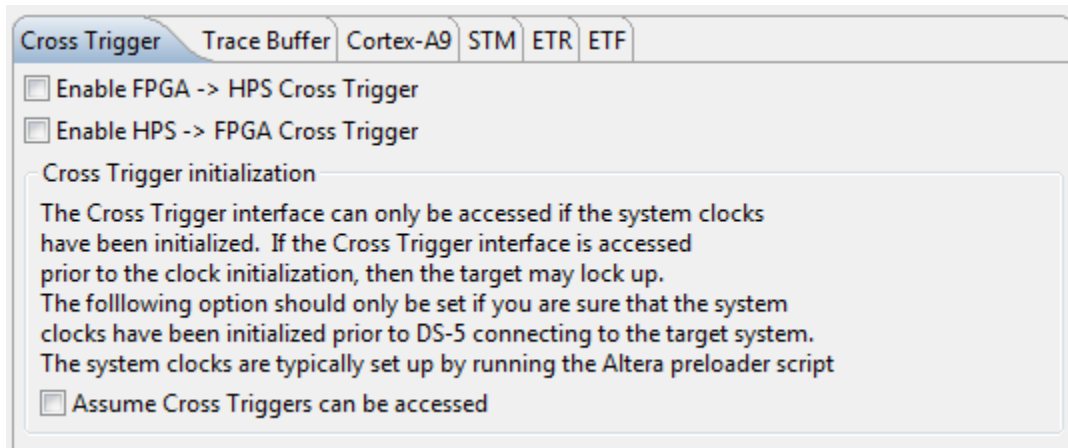 Cross Trigger Trace Buffer Cortex-A9 STM ETR ETF
Enable FPGA -> HPS Cross Trigger
Enable HPS -> FPGA Cross Trigger
Cross Trigger initialization
The Cross Trigger interface can only be accessed if the system clocks
have been initialized.  If the Cross Trigger interface is accessed
prior to the clock initialization, then the target may lock up.
The folllowing option should only be set if you are sure that the system
clocks have been initialized prior to DS-5 connecting to the target system.
The system clocks are typically set up by running the Altera preloader script
Assume Cross Triggers can be accessed